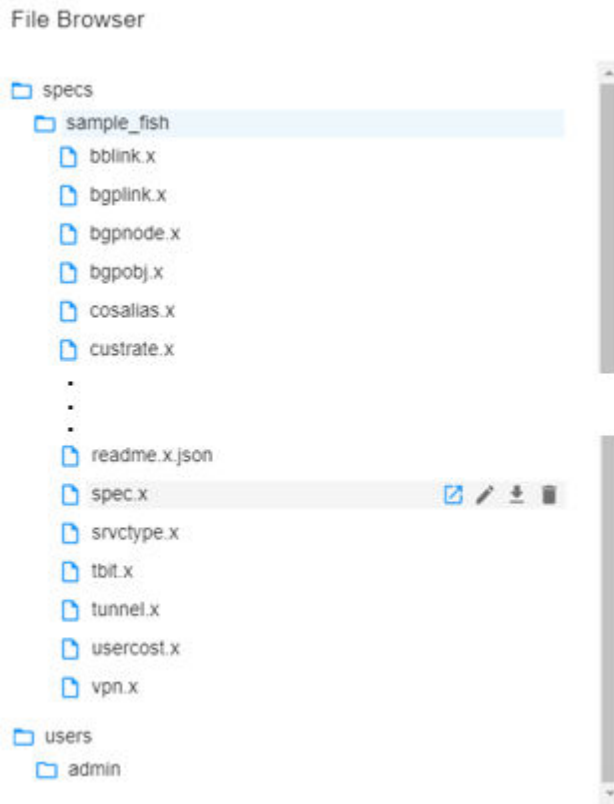 File Browser
specs
sample_fish
bblink.x
bgplink.x
bgpnode.x
bgpobj.x
cosalias.x
custrate.x
.
.
.
readme.x.json
spec.x
srvctype.x
tbit.x
tunnel.x
usercost.x
vpn.x
users
admin